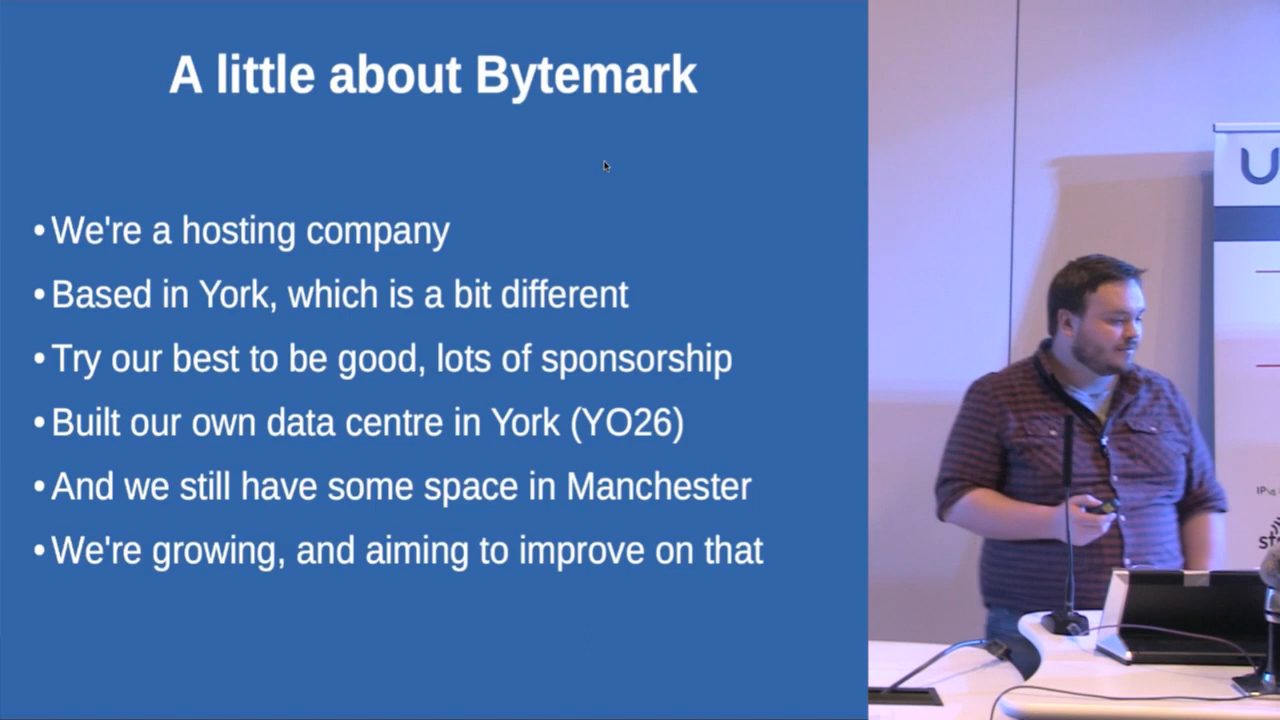 A little about Bytemark
• We're a hosting company
• Based in York, which is a bit different
• Try our best to be good, lots of sponsorship
• Built our own data centre in York (YO26)
• And we still have some space in Manchester
• We're growing, and aiming to improve on that
U